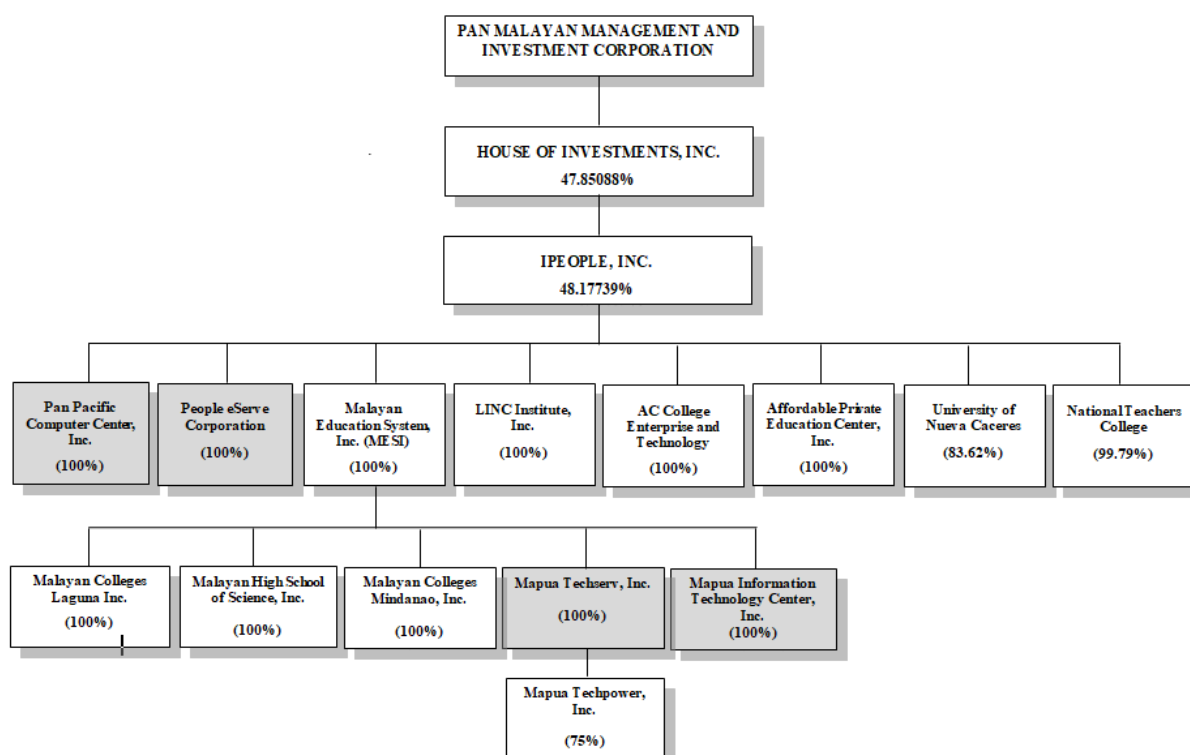 PAN MALAYAN MANAGEMENT AND
INVESTMENT CORPORATION
HOUSE OF INVESTMENTS, INC.
47.85088%
IPEOPLE, INC.
48.17739%
Pan Pacific
Computer Center,
Inc.
(100%)
People eServe
Corporation
(100%)
Malayan
Education System,
Inc. (MESI)
(100%)
LINC Institute,
Inc.
(100%)
AC College
Enterprise and
Technology
(100%)
Affordable Private
Education Center,
Inc.
(100%)
University of
Nueva Caceres
(83.62%)
National Teachers
College
(99.79%)
Malayan Colleges
Laguna Inc.
(100%)
Malayan High School
of Science, Inc.
(100%)
Malayan Colleges
Mindanao, Inc.
(100%)
Mapua Techserv, Inc.
(100%)
Mapua Information
Technology Center,
Inc.
(100%)
Mapua Techpower,
Inc.
(75%)